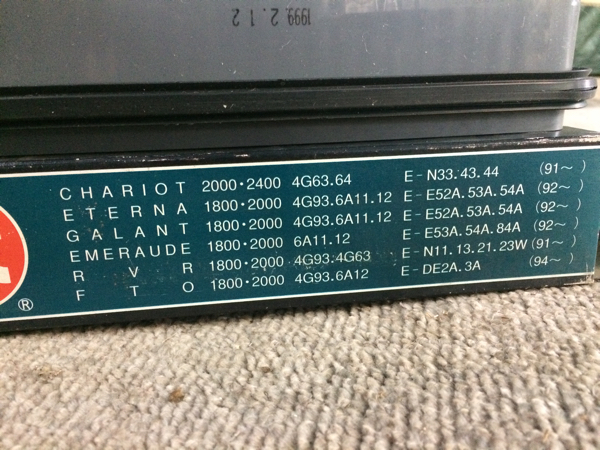 1999. 2. 1 2
CHARIOT 2000・2400 4G63.64 E-N33.43.44 (91～ )
ETERNA 1800・2000 4G93.6A11.12 E-E52A.53A.54A (92～ )
GALANT 1800・2000 4G93.6A11.12 E-E52A.53A.54A (92～ )
EMERAUDE 1800・2000 6A11.12 E-E53A.54A.84A (92～ )
RVR 1800・2000 4G93.4G63 E-N11.13.21.23W (91～ )
FTO 1800・2000 4G93.6A12 E-DE2A.3A (94～ )
®